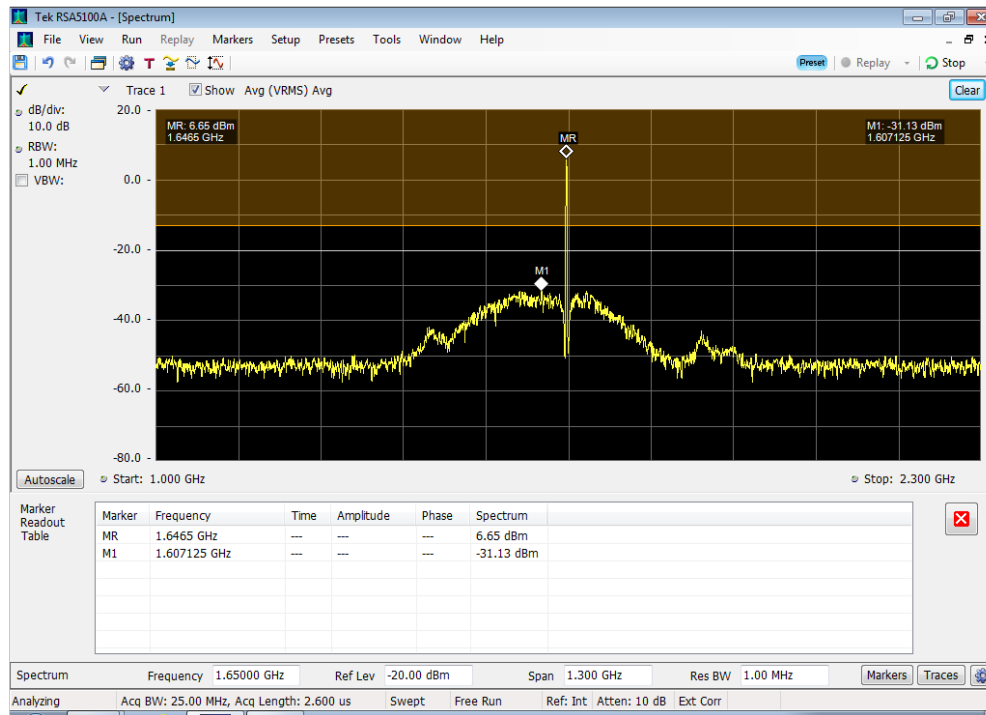 Tek RSA5100A - [Spectrum]
File View Run Replay Markers Setup Presets Tools Window Help
T Preset Replay Stop
Trace 1 Show Avg (VRMS) Avg Clear
dB/div:
10.0 dB
RBW:
1.00 MHz
VBW:
20.0
0.0
-20.0
-40.0
-60.0
-80.0
MR: 6.65 dBm
1.6465 GHz
MR
M1: -31.13 dBm
1.607125 GHz
M1
Autoscale Start: 1.000 GHz Stop: 2.300 GHz
Marker Readout Table
Marker Frequency Time Amplitude Phase Spectrum
MR 1.6465 GHz --- --- --- 6.65 dBm
M1 1.607125 GHz --- --- --- -31.13 dBm
Spectrum Frequency 1.65000 GHz Ref Lev -20.00 dBm Span 1.300 GHz Res BW 1.00 MHz Markers Traces
Analyzing Acq BW: 25.00 MHz, Acq Length: 2.600 us Swept Free Run Ref: Int Atten: 10 dB Ext Corr